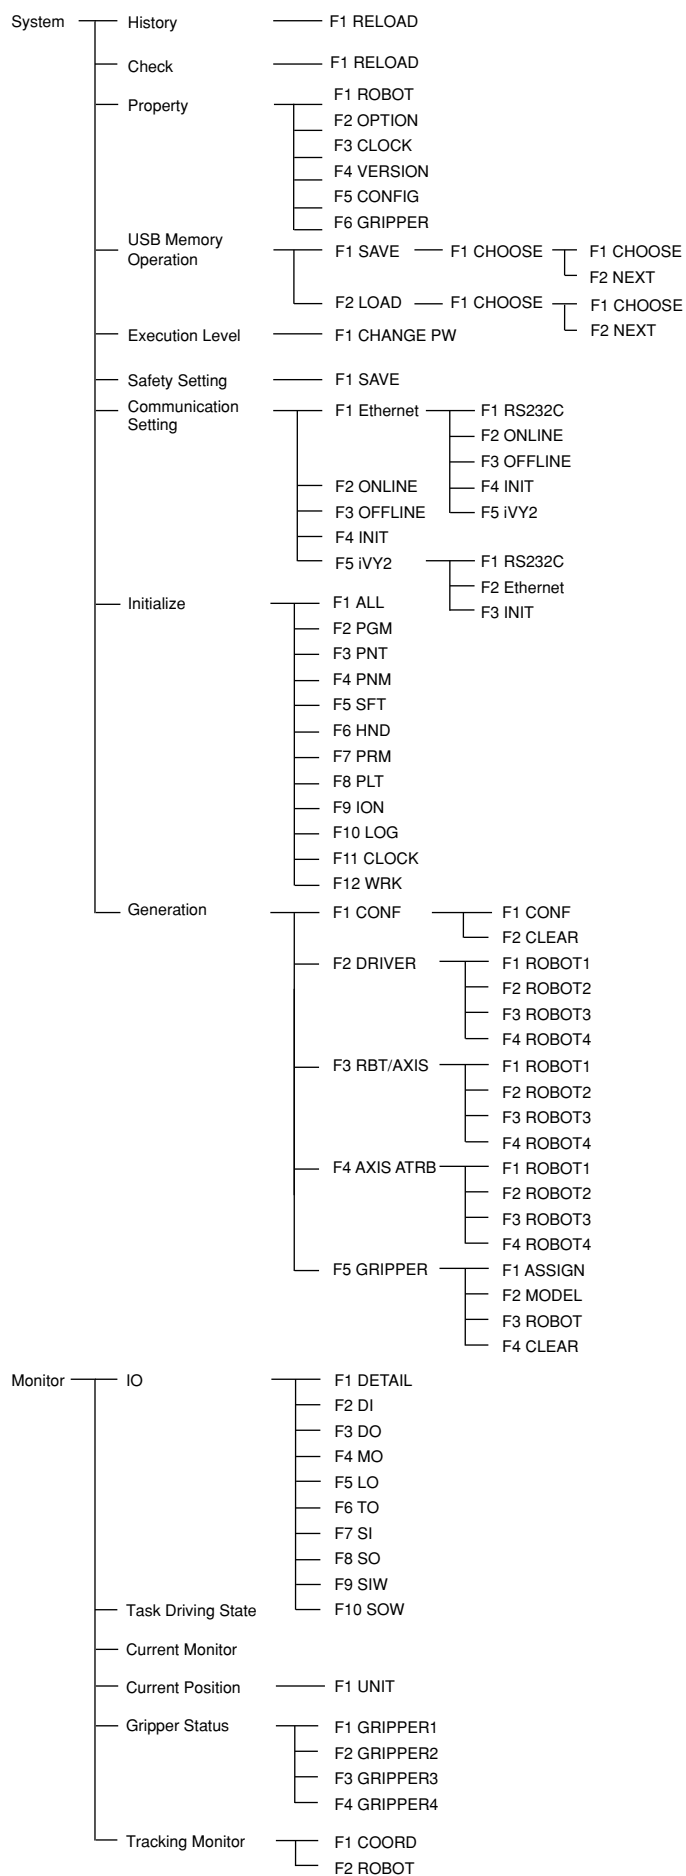 System
History
F1 RELOAD
Check
F1 RELOAD
Property
F1 ROBOT
F2 OPTION
F3 CLOCK
F4 VERSION
F5 CONFIG
F6 GRIPPER
USB Memory
Operation
F1 SAVE
F1 CHOOSE
F1 CHOOSE
F2 NEXT
F2 LOAD
F1 CHOOSE
F1 CHOOSE
F2 NEXT
Execution Level
F1 CHANGE PW
Safety Setting
F1 SAVE
Communication
Setting
F1 Ethernet
F1 RS232C
F2 ONLINE
F3 OFFLINE
F4 INIT
F5 iVY2
F2 ONLINE
F3 OFFLINE
F4 INIT
F5 iVY2
F1 RS232C
F2 Ethernet
F3 INIT
Initialize
F1 ALL
F2 PGM
F3 PNT
F4 PNM
F5 SFT
F6 HND
F7 PRM
F8 PLT
F9 ION
F10 LOG
F11 CLOCK
F12 WRK
Generation
F1 CONF
F1 CONF
F2 CLEAR
F2 DRIVER
F1 ROBOT1
F2 ROBOT2
F3 ROBOT3
F4 ROBOT4
F3 RBT/AXIS
F1 ROBOT1
F2 ROBOT2
F3 ROBOT3
F4 ROBOT4
F4 AXIS ATRB
F1 ROBOT1
F2 ROBOT2
F3 ROBOT3
F4 ROBOT4
F5 GRIPPER
F1 ASSIGN
F2 MODEL
F3 ROBOT
F4 CLEAR
Monitor
IO
F1 DETAIL
F2 DI
F3 DO
F4 MO
F5 LO
F6 TO
F7 SI
F8 SO
F9 SIW
F10 SOW
Task Driving State
Current Monitor
Current Position
F1 UNIT
Gripper Status
F1 GRIPPER1
F2 GRIPPER2
F3 GRIPPER3
F4 GRIPPER4
Tracking Monitor
F1 COORD
F2 ROBOT